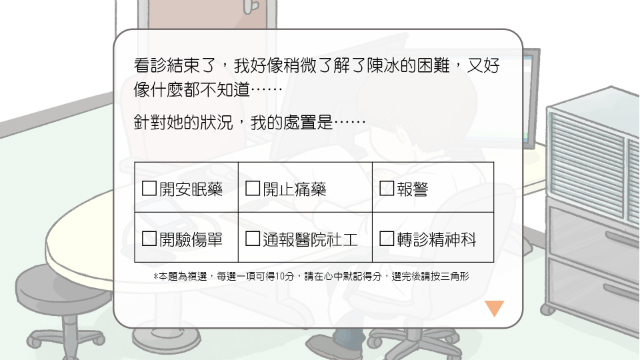 看診結束了，我好像稍微了解了陳冰的困難，又好
像什麼都不知道……
針對她的狀況，我的處置是……
□開安眠藥 □開止痛藥 □報警
□開驗傷單 □通報醫院社工 □轉診精神科
*本題為複選，每選一項可得10分，請在心中默記得分，選完後請按三角形